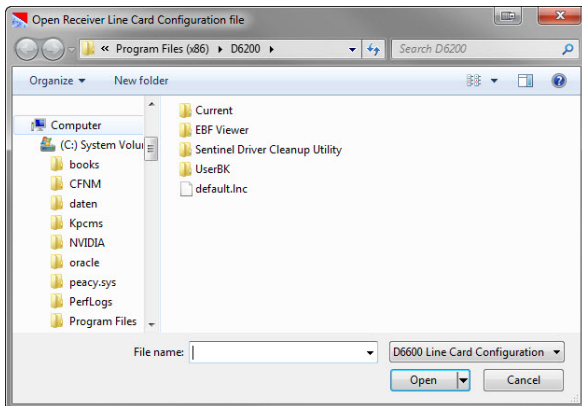 Open Receiver Line Card Configuration file
« Program Files (x86) ▸ D6200 ▸
Search D6200
Organize
New folder
Computer
(C:) System Volu
books
CFNM
daten
Kpcms
NVIDIA
oracle
peacy.sys
PerfLogs
Program Files
Current
EBF Viewer
Sentinel Driver Cleanup Utility
UserBK
default.lnc
File name:
D6600 Line Card Configuration
Open
Cancel